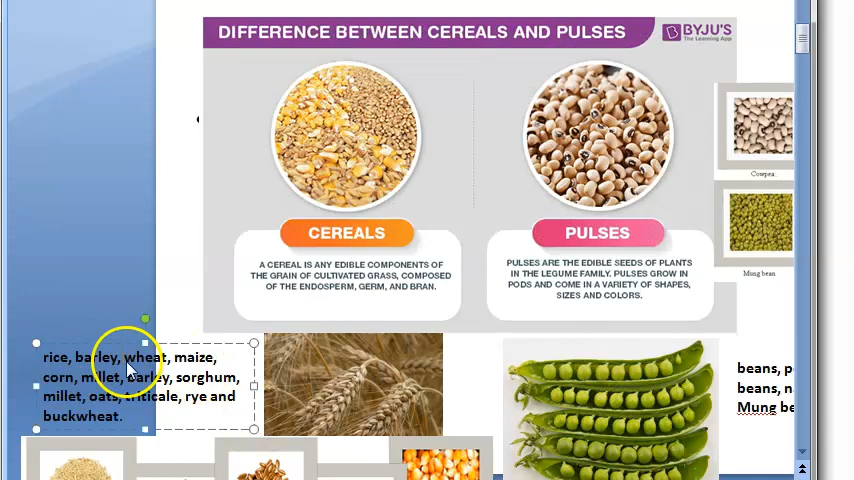 DIFFERENCE BETWEEN CEREALS AND PULSES
BYJU'S
The Learning App
CEREALS
A CEREAL IS ANY EDIBLE COMPONENTS OF
THE GRAIN OF CULTIVATED GRASS, COMPOSED
OF THE ENDOSPERM, GERM, AND BRAN.
PULSES
PULSES ARE THE EDIBLE SEEDS OF PLANTS
IN THE LEGUME FAMILY. PULSES GROW IN
PODS AND COME IN A VARIETY OF SHAPES,
SIZES AND COLORS.
Cowpea
Mung bean
rice, barley, wheat, maize,
corn, millet, barley, sorghum,
millet, oats, triticale, rye and
buckwheat.
beans,
beans,
Mung